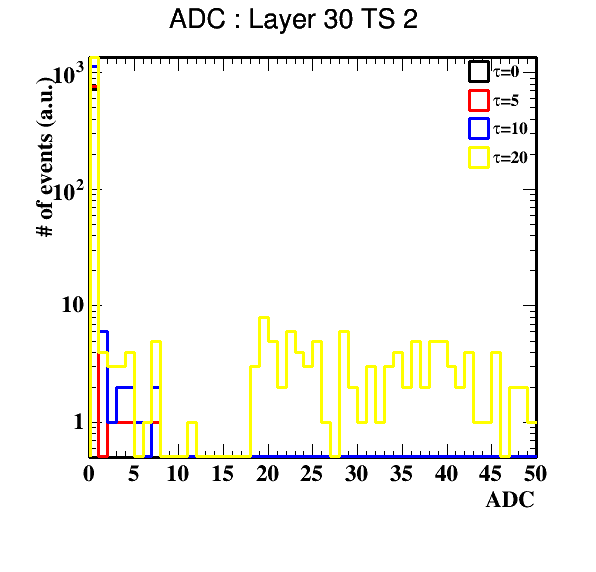 ADC : Layer 30 TS 2
# of events (a.u.)
10³
10²
10
1
τ=0
τ=5
τ=10
τ=20
0 5 10 15 20 25 30 35 40 45 50
ADC